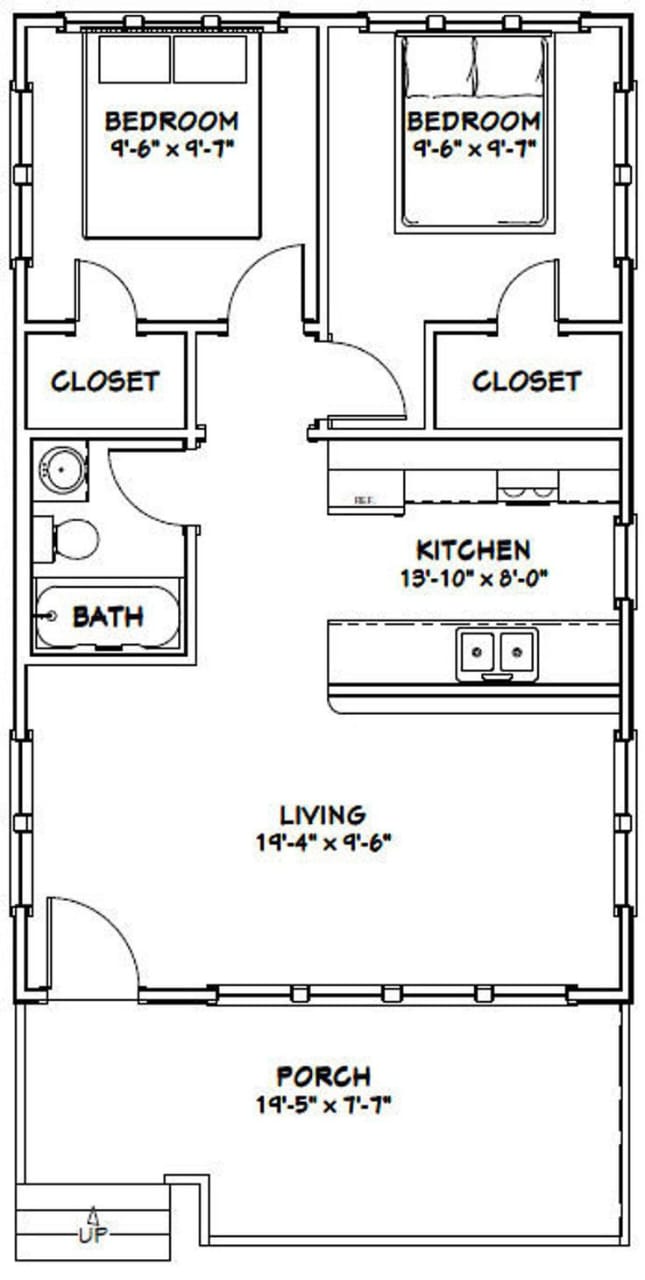 BEDROOM
9'-6" x 9'-7"
BEDROOM
9'-6" x 9'-7"
CLOSET
CLOSET
REF.
KITCHEN
13'-10" x 8'-0"
BATH
LIVING
19'-4" x 9'-6"
PORCH
19'-5" x 7'-7"
UP